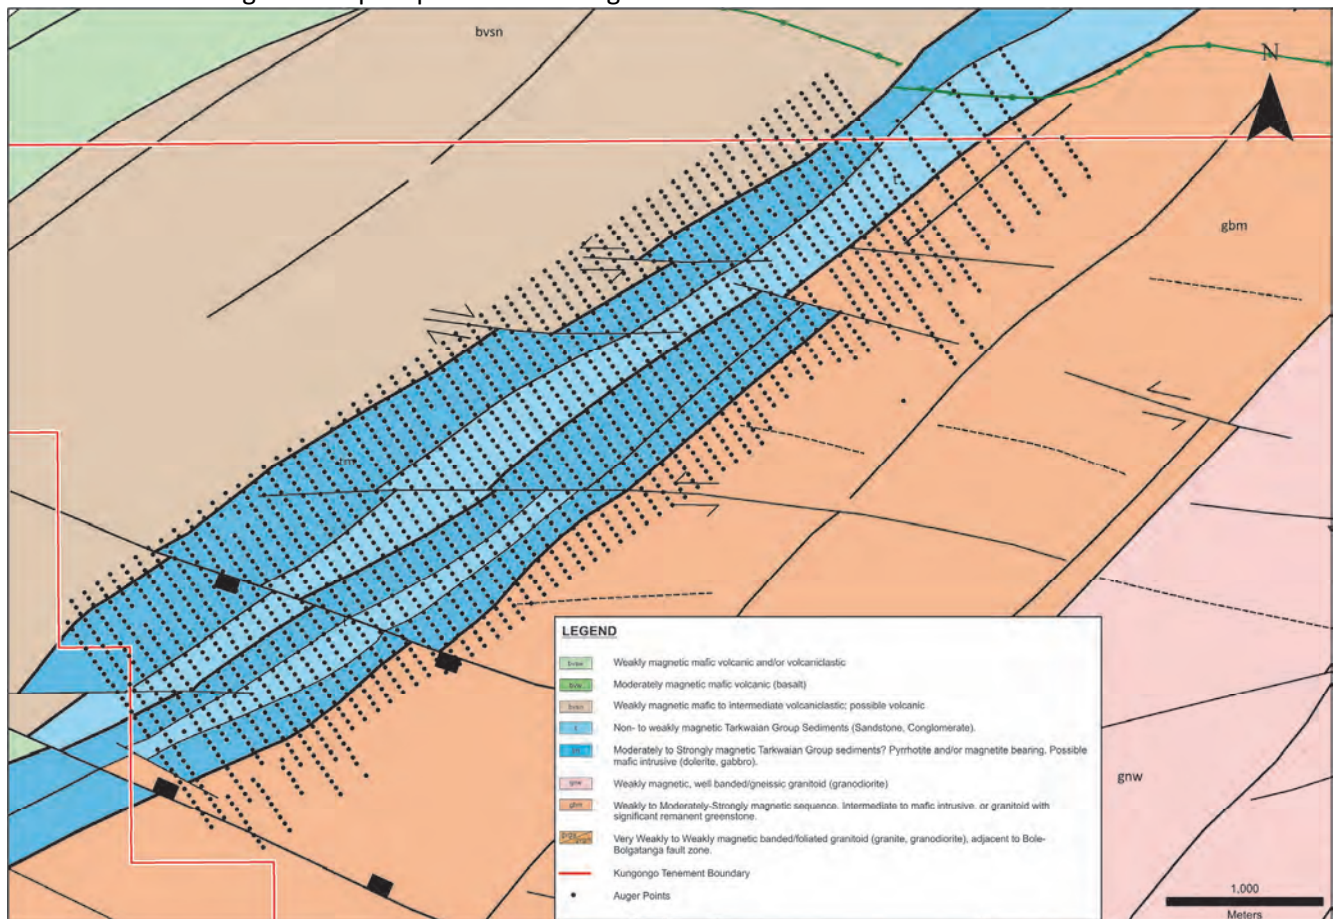 bvsn
N
gbm
gnw
LEGEND
Weakly magnetic mafic volcanic and/or volcaniclastic
Moderately magnetic mafic volcanic (basalt)
bvsn
Weakly magnetic mafic to intermediate volcaniclastic; possible volcanic
t
Non- to weakly magnetic Tarkwaian Group Sediments (Sandstone, Conglomerate).
Moderately to Strongly magnetic Tarkwaian Group sediments? Pyrrhotite and/or magnetite bearing. Possible
mafic intrusive (dolerite, gabbro).
gnw
Weakly magnetic, well banded/gneissic granitoid (granodiorite)
gbm
Weakly to Moderately-Strongly magnetic sequence. Intermediate to mafic intrusive, or granitoid with
significant remanent greenstone.
Very Weakly to Weakly magnetic banded/foliated granitoid (granite, granodiorite), adjacent to Bole-
Bolgatanga fault zone.
Kungongo Tenement Boundary
Auger Points
1,000
Meters